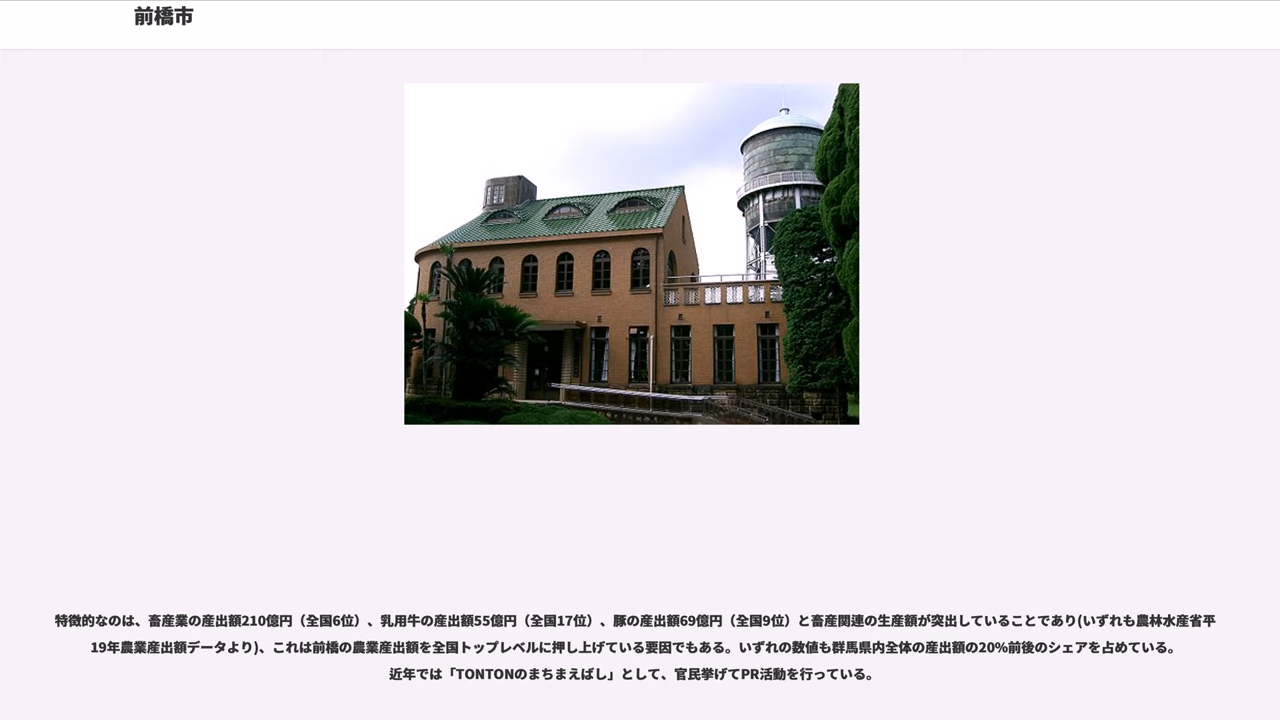 前橋市
特徴的なのは、畜産業の産出額210億円（全国6位）、乳用牛の産出額55億円（全国17位）、豚の産出額69億円（全国9位）と畜産関連の生産額が突出していることであり(いずれも農林水産省平
19年農業産出額データより)、これは前橋の農業産出額を全国トップレベルに押し上げている要因でもある。いずれの数値も群馬県内全体の産出額の20%前後のシェアを占めている。
近年では「TONTONのまちまえばし」として、官民挙げてPR活動を行っている。